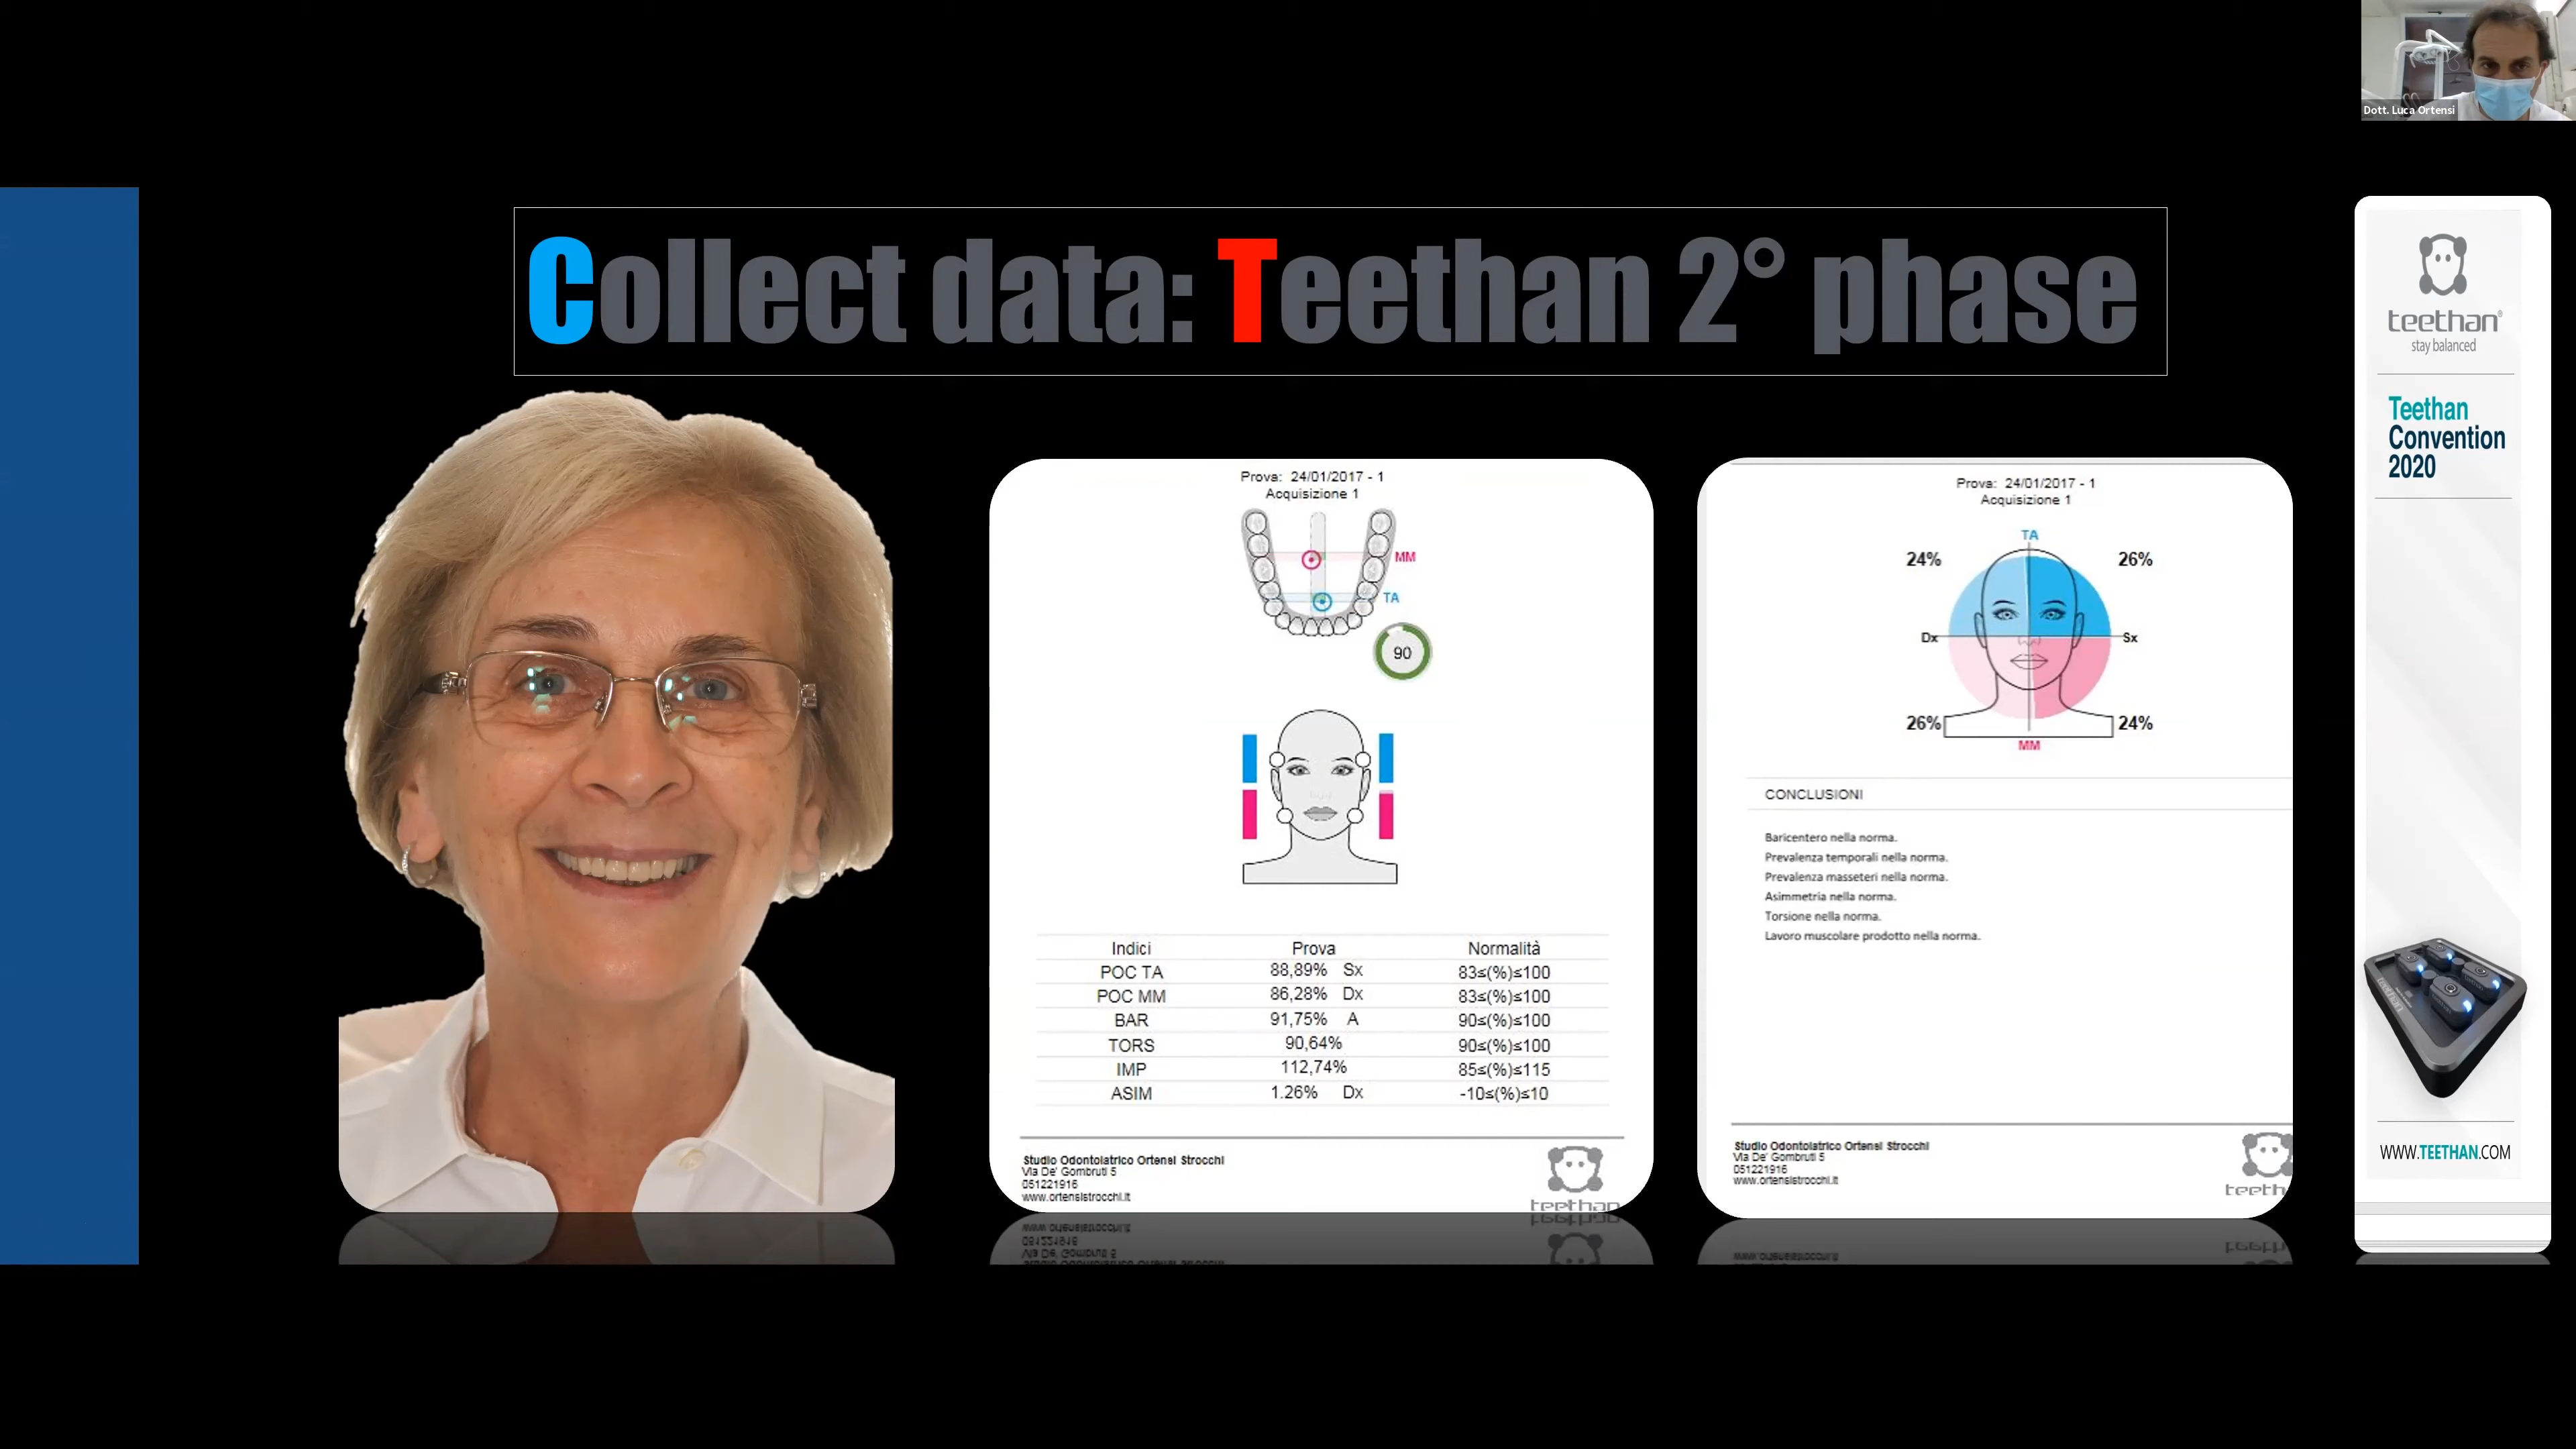 Dott. Luca Ortensi
Collect data: Teethan 2° phase
Prova: 24/01/2017 - 1
Acquisizione 1
MM
TA
90
Indici Prova Normalità
POC TA 88,89% Sx 83≤(%)≤100
POC MM 86,28% Dx 83≤(%)≤100
BAR 91,75% A 90≤(%)≤100
TORS 90,64% 90≤(%)≤100
IMP 112,74% 85≤(%)≤115
ASIM 1.26% Dx -10≤(%)≤10
Studio Odontoiatrico Ortensi Strocchi
Via De' Gombruti 5
051221916
www.ortensistrocchi.it
teethan
Prova: 24/01/2017 - 1
Acquisizione 1
TA
24% 26%
Dx Sx
26% 24%
MM
CONCLUSIONI
Baricentero nella norma.
Prevalenza temporali nella norma.
Prevalenza masseteri nella norma.
Asimmetria nella norma.
Torsione nella norma.
Lavoro muscolare prodotto nella norma.
Studio Odontoiatrico Ortensi Strocchi
Via De' Gombruti 5
051221916
www.ortensistrocchi.it
teeth
teethan®
stay balanced
Teethan
Convention
2020
WWW.TEETHAN.COM